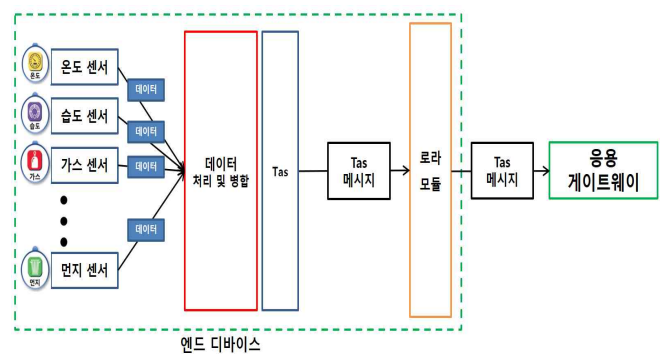 온도
온도 센서
데이터
습도
습도 센서
데이터
가스
가스 센서
데이터
먼지
먼지 센서
데이터
데이터
처리 및 병합
Tas
Tas
메시지
로라
모듈
Tas
메시지
응용
게이트웨이
엔드 디바이스